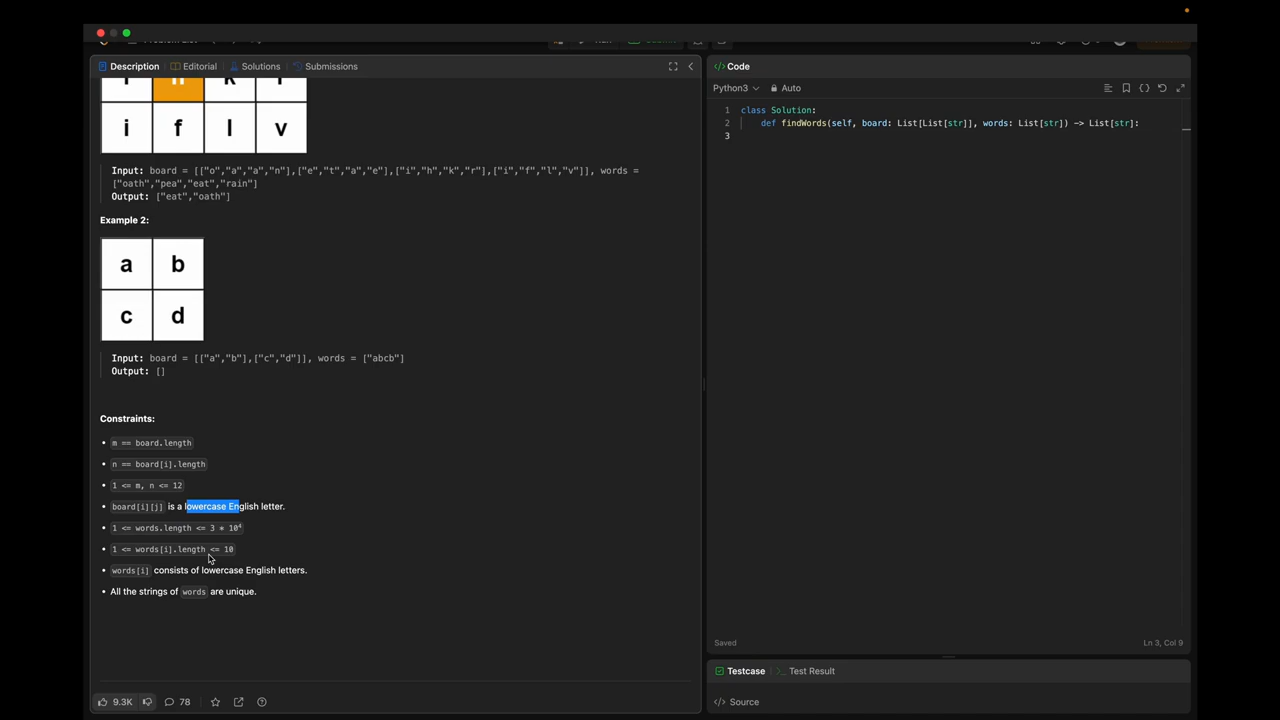 Description
Editorial
Solutions
Submissions
i f l v
Input: board = [["o","a","a","n"],["e","t","a","e"],["i","h","k","r"],["i","f","l","v"]], words =
["oath","pea","eat","rain"]
Output: ["eat","oath"]
Example 2:
a b
c d
Input: board = [["a","b"],["c","d"]], words = ["abcb"]
Output: []
Constraints:
• m == board.length
• n == board[i].length
• 1 <= m, n <= 12
• board[i][j] is a lowercase English letter.
• 1 <= words.length <= 3 * 10⁴
• 1 <= words[i].length <= 10
• words[i] consists of lowercase English letters.
• All the strings of words are unique.
9.3K
78
</> Code
Python3
Auto
1 class Solution:
2 def findWords(self, board: List[List[str]], words: List[str]) -> List[str]:
3
Saved
Ln 3, Col 9
Testcase
>_ Test Result
</> Source